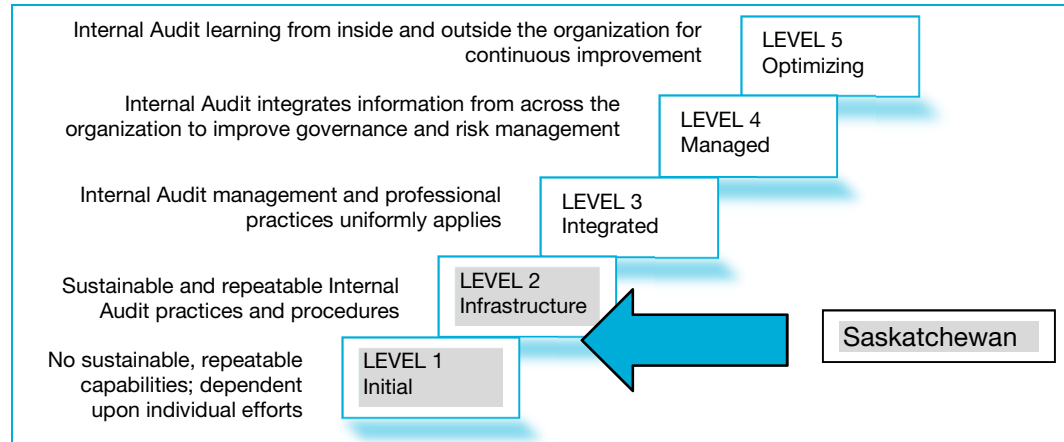 Internal Audit learning from inside and outside the organization for
continuous improvement
LEVEL 5
Optimizing
Internal Audit integrates information from across the
organization to improve governance and risk management
LEVEL 4
Managed
Internal Audit management and professional
practices uniformly applies
LEVEL 3
Integrated
Sustainable and repeatable Internal
Audit practices and procedures
LEVEL 2
Infrastructure
Saskatchewan
No sustainable, repeatable
capabilities; dependent
upon individual efforts
LEVEL 1
Initial